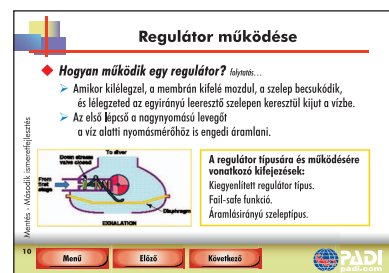 Regulátor működése
Hogyan működik egy regulátor? folytatás...
Amikor kilélegzel, a membrán kifelé mozdul, a szelep becsukódik,
és lélegzeted az egyirányú leeresztő szelepen keresztül kijut a vízbe.
Az első lépcső a nagynyomású levegőt
a víz alatti nyomásmérőhöz is engedi áramlani.
To diver
Down stream
valve closed
From
first
stage
Diaphragm
EXHALATION
A regulátor típusára és működésére
vonatkozó kifejezések:
Kiegyenlített regulátor típus.
Fail-safe funkció.
Áramlásirányú szeleptípus.
Mentés - Második ismeretfejlesztés
10
Menü
Előző
Következő
PADI
padi.com